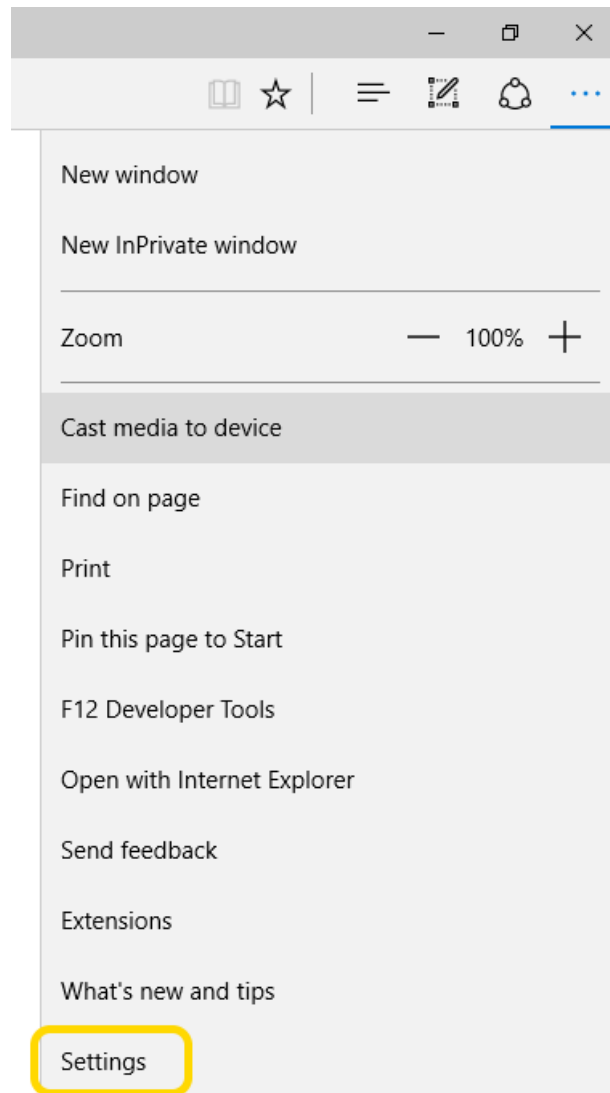 New window
New InPrivate window
Zoom 100%
Cast media to device
Find on page
Print
Pin this page to Start
F12 Developer Tools
Open with Internet Explorer
Send feedback
Extensions
What's new and tips
Settings